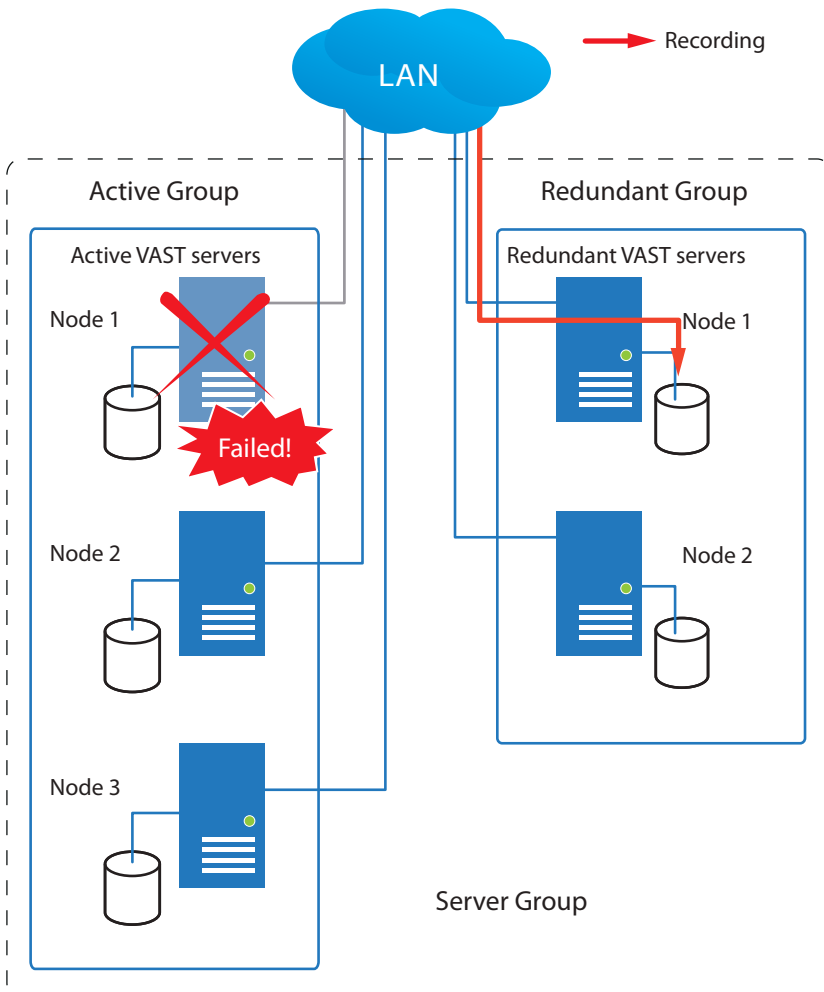 LAN
Recording
Active Group
Redundant Group
Active VAST servers
Redundant VAST servers
Node 1
Node 1
Failed!
Node 2
Node 2
Node 3
Server Group